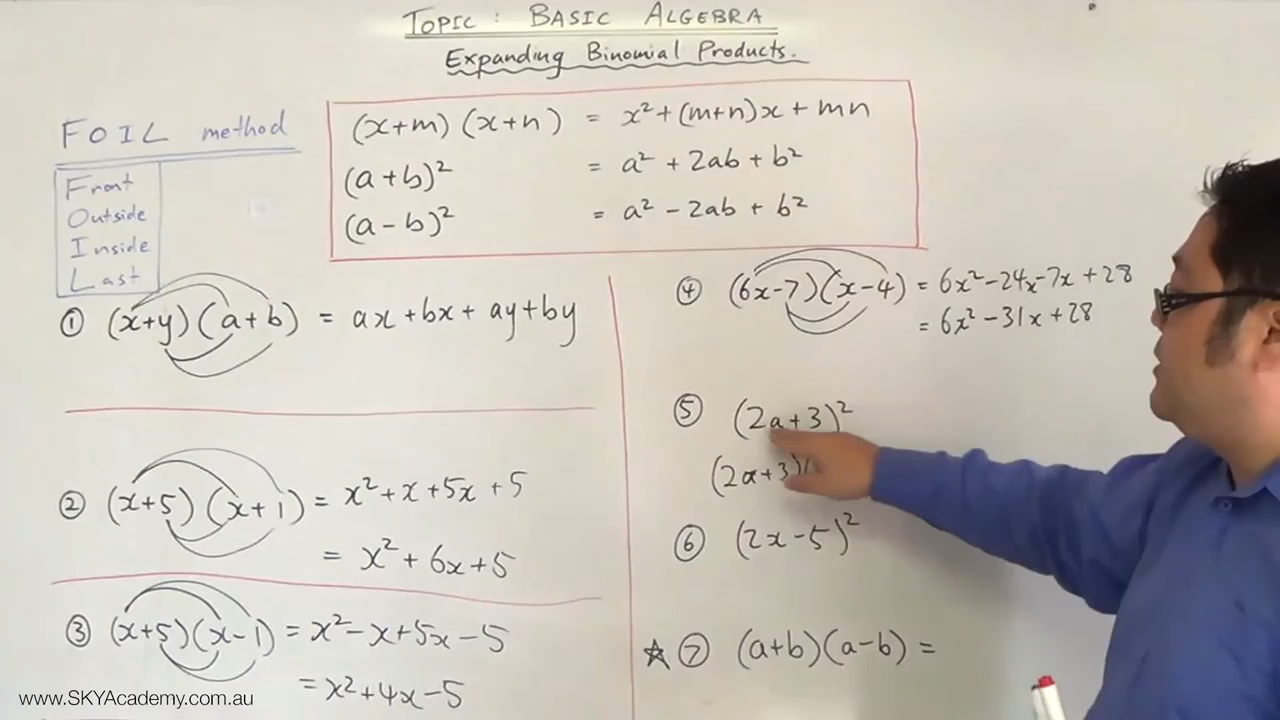 TOPIC: BASIC ALGEBRA
Expanding Binomial Products.
FOIL method
Front
Outside
Inside
Last
(x+m)(x+n) = x²+(m+n)x+mn
(a+b)² = a²+2ab+b²
(a-b)² = a²-2ab+b²
① (x+y)(a+b) = ax+bx+ay+by
② (x+5)(x+1) = x²+x+5x+5
= x²+6x+5
③ (x+5)(x-1) = x²-x+5x-5
= x²+4x-5
④ (6x-7)(x-4) = 6x²-24x-7x+28
= 6x²-31x+28
⑤ (2a+3)²
(2a+3)(
⑥ (2x-5)²
☆ ⑦ (a+b)(a-b) =
www.SKYAcademy.com.au